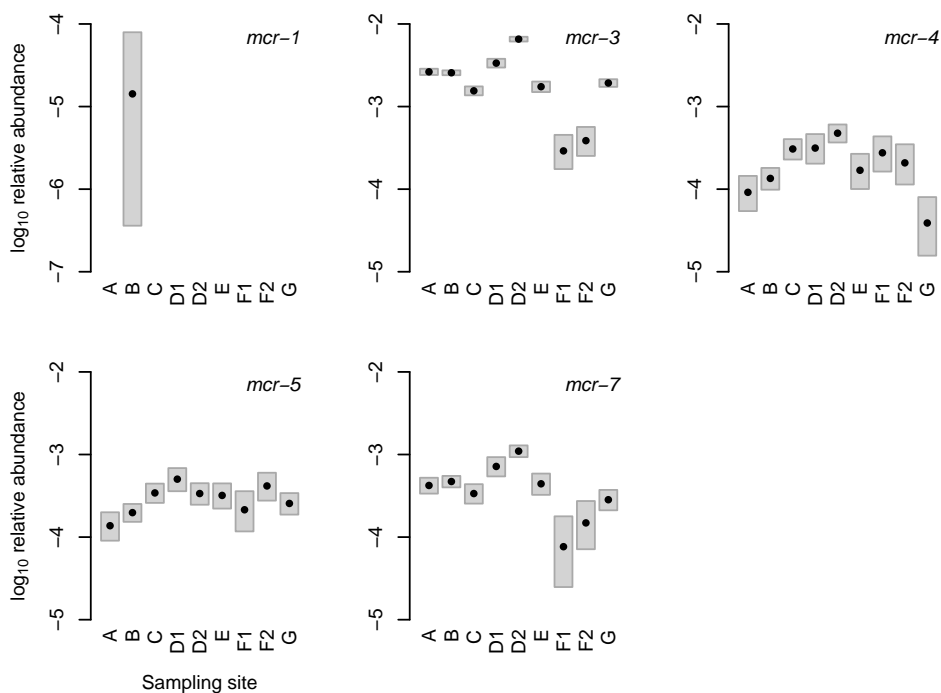 mcr−1
log10 relative abundance
−4
−5
−6
−7
A B C D1 D2 E F1 F2 G
mcr−3
−2
−3
−4
−5
A B C D1 D2 E F1 F2 G
mcr−4
−2
−3
−4
−5
A B C D1 D2 E F1 F2 G
mcr−5
log10 relative abundance
−2
−3
−4
−5
A B C D1 D2 E F1 F2 G
Sampling site
mcr−7
−2
−3
−4
−5
A B C D1 D2 E F1 F2 G